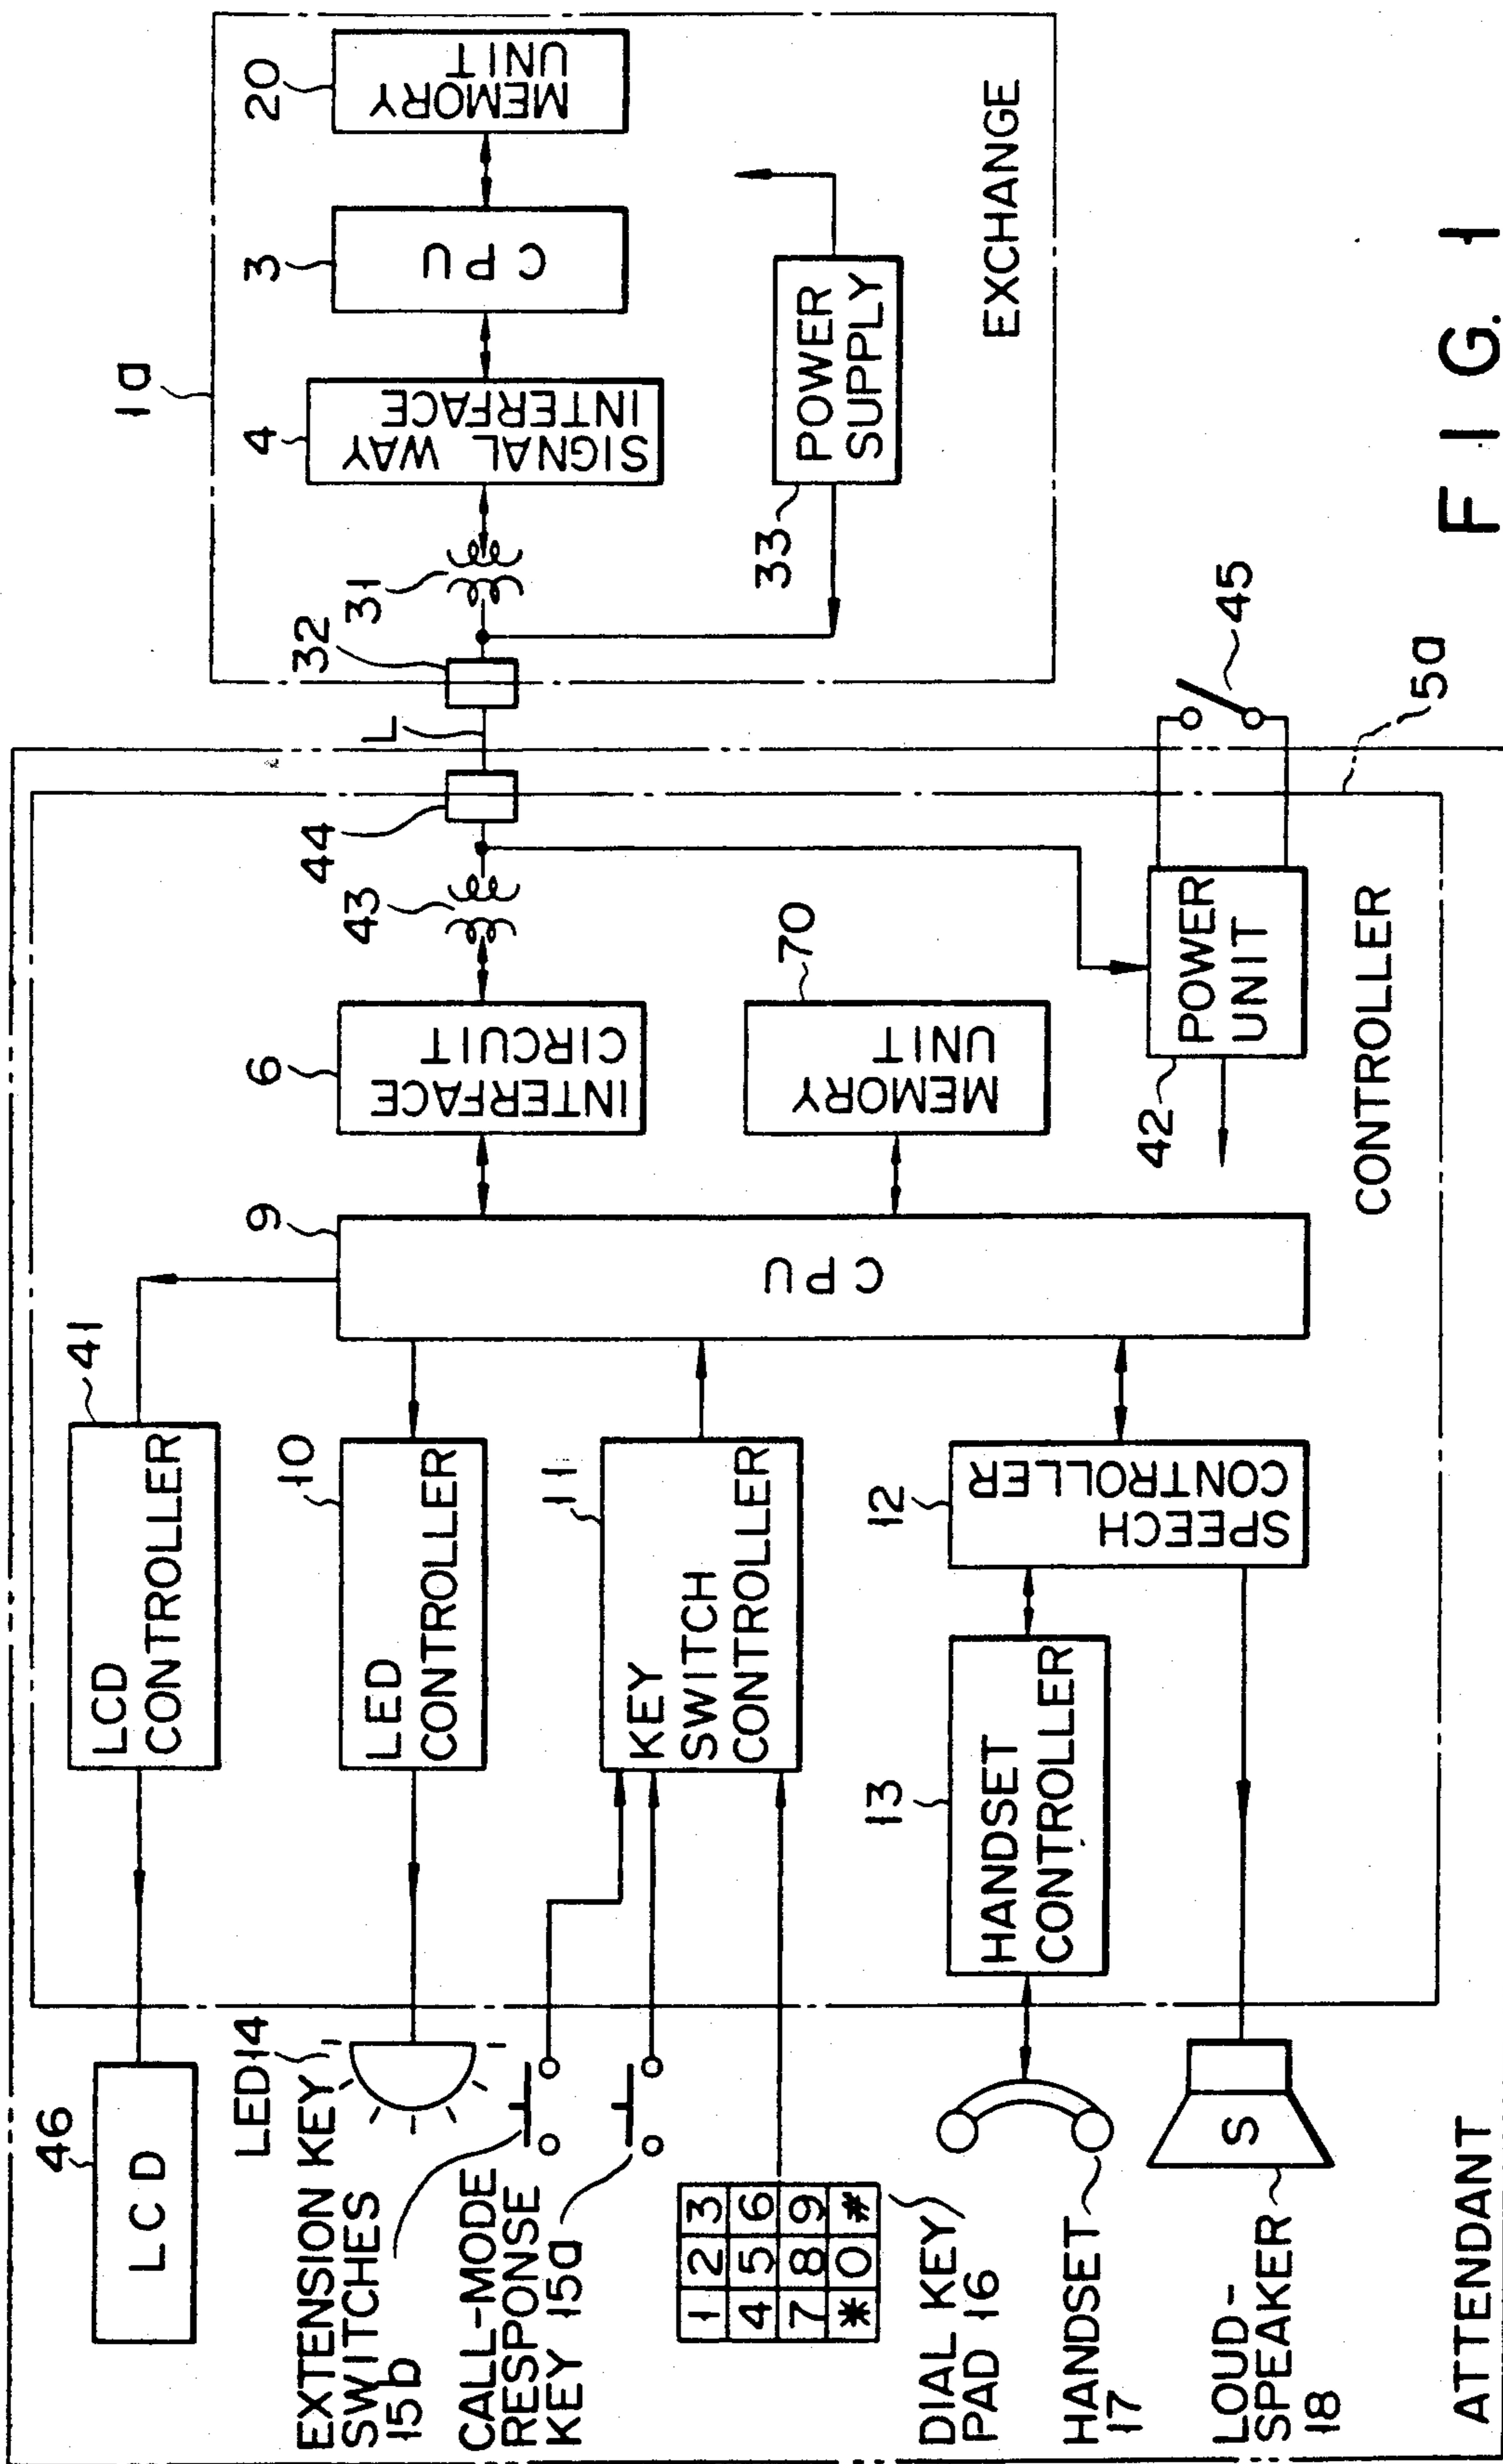 46
LCD
41
LCD
CONTROLLER
LED14
10
LED
CONTROLLER
EXTENSION KEY
SWITCHES
15b
CALL-MODE
RESPONSE
KEY 15a
11
KEY
SWITCH
CONTROLLER
1 2 3
4 5 6
7 8 9
* 0 #
DIAL KEY
PAD 16
HANDSET
17
13
HANDSET
CONTROLLER
12
SPEECH
CONTROLLER
LOUD-
SPEAKER
18
S
9
CPU
6
INTERFACE
CIRCUIT
43
44
L
70
MEMORY
UNIT
42
POWER
UNIT
45
5a
CONTROLLER
ATTENDANT
1a
32
31
4
SIGNAL WAY
INTERFACE
3
CPU
20
MEMORY
UNIT
33
POWER
SUPPLY
EXCHANGE
FIG. 1